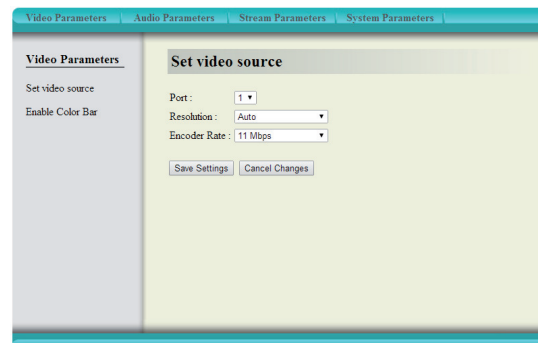 Video Parameters Audio Parameters Stream Parameters System Parameters
Video Parameters
Set video source
Enable Color Bar
Set video source
Port : 1
Resolution : Auto
Encoder Rate : 11 Mbps
Save Settings Cancel Changes